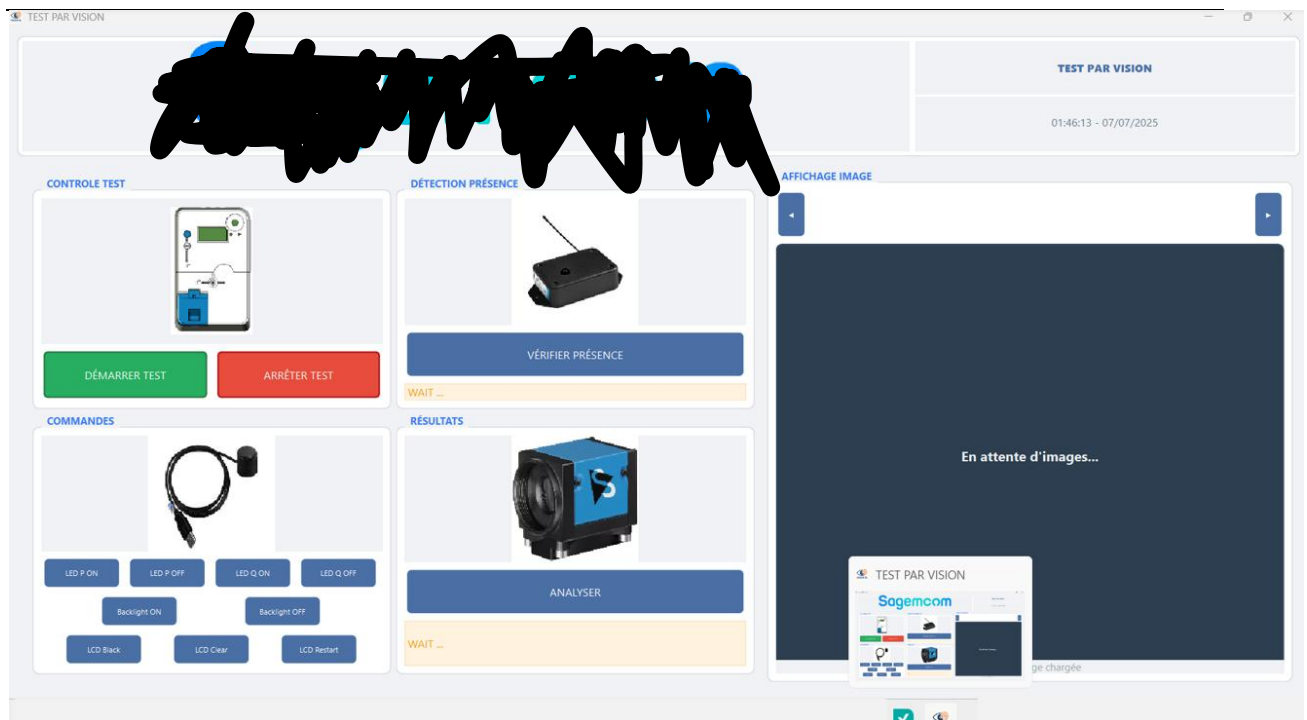 TEST PAR VISION
TEST PAR VISION
01:46:13 - 07/07/2025
CONTROLE TEST
DÉMARRER TEST
ARRÊTER TEST
DÉTECTION PRÉSENCE
VÉRIFIER PRÉSENCE
WAIT ...
COMMANDES
LED P ON
LED P OFF
LED Q ON
LED Q OFF
Backlight ON
Backlight OFF
LCD Black
LCD Clear
LCD Restart
RÉSULTATS
ANALYSER
WAIT ...
AFFICHAGE IMAGE
En attente d'images...
TEST PAR VISION
Sagemcom
chargée